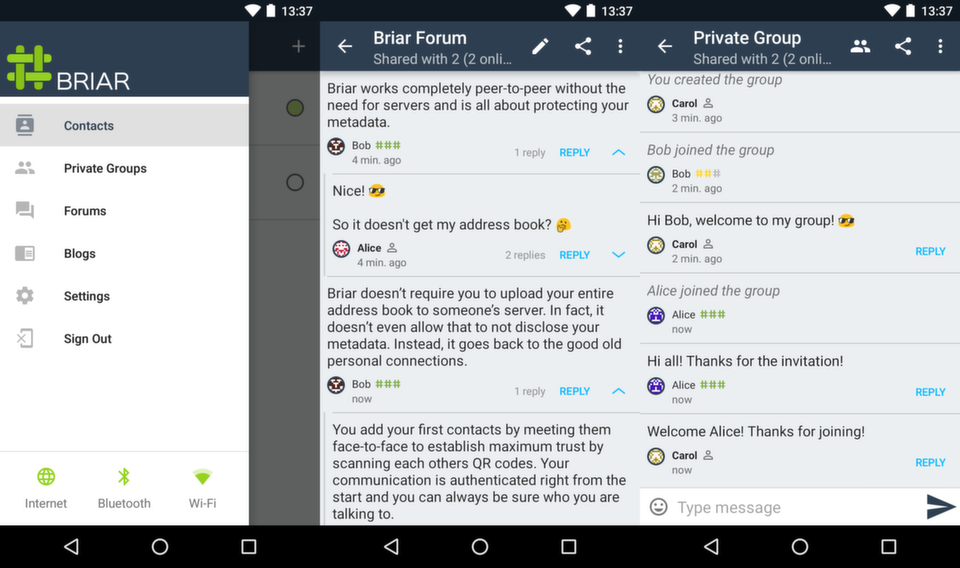 13:37
BRIAR
Contacts
Private Groups
Forums
Blogs
Settings
Sign Out
Internet
Bluetooth
Wi-Fi
13:37
Briar Forum
Shared with 2 (2 onli...
Briar works completely peer-to-peer without the
need for servers and is all about protecting your
metadata.
Bob ###
4 min. ago
1 reply
REPLY
Nice! 😎
So it doesn't get my address book? 🤔
Alice
4 min. ago
2 replies
REPLY
Briar doesn’t require you to upload your entire
address book to someone’s server. In fact, it
doesn’t even allow that to not disclose your
metadata. Instead, it goes back to the good old
personal connections.
Bob ###
now
1 reply
REPLY
You add your first contacts by meeting them
face-to-face to establish maximum trust by
scanning each others QR codes. Your
communication is authenticated right from the
start and you can always be sure who you are
talking to.
13:37
Private Group
Shared with 2 (2 onli...
You created the group
Carol
3 min. ago
Bob joined the group
Bob ###
2 min. ago
Hi Bob, welcome to my group! 😎
Carol
2 min. ago
REPLY
Alice joined the group
Alice ###
now
Hi all! Thanks for the invitation!
Alice ###
now
REPLY
Welcome Alice! Thanks for joining!
Carol
now
REPLY
Type message